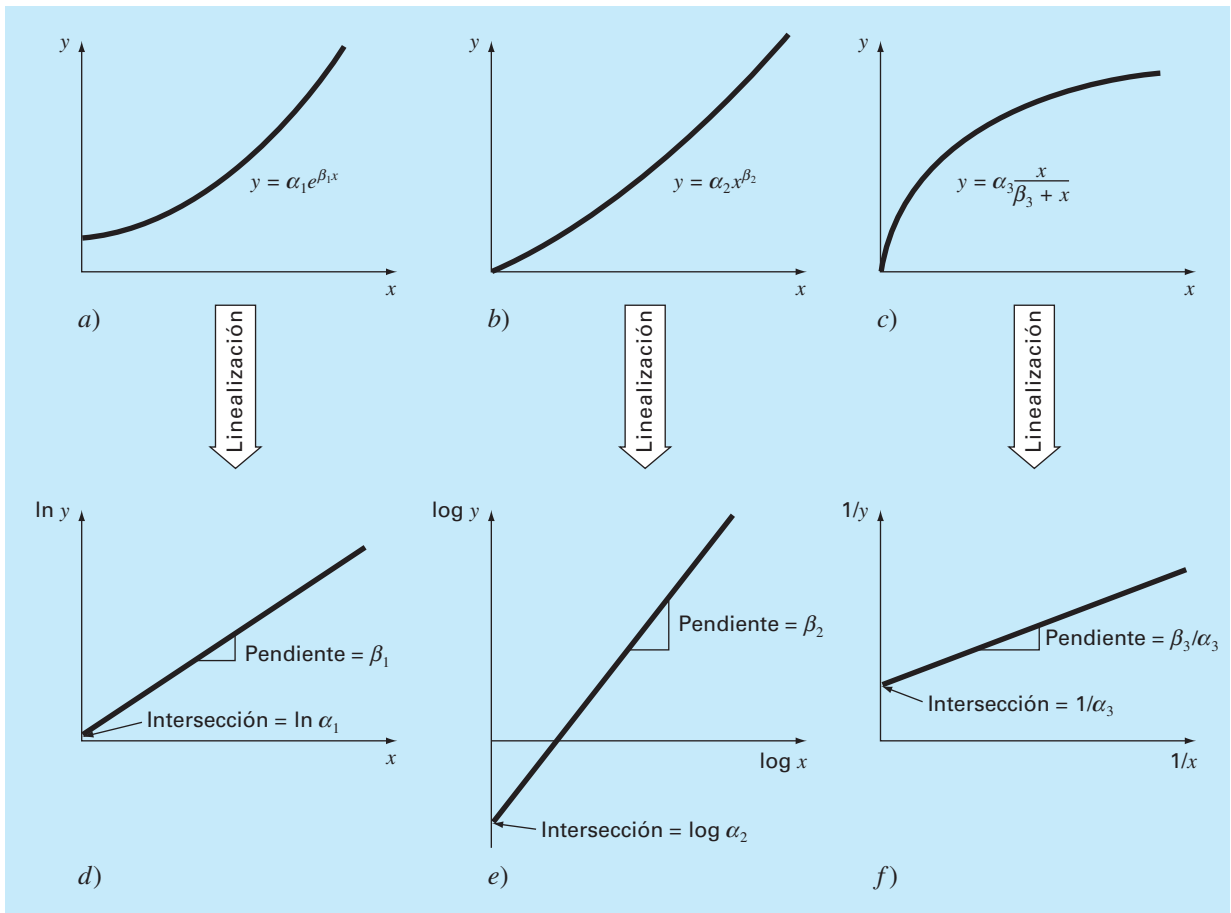 y
y = α₁e^{β₁x}
x
a)
y
y = α₂x^{β₂}
x
b)
y
y = α₃ x / (β₃ + x)
x
c)
Linealización
Linealización
Linealización
ln y
Pendiente = β₁
Intersección = ln α₁
x
d)
log y
Pendiente = β₂
log x
Intersección = log α₂
e)
1/y
Pendiente = β₃/α₃
Intersección = 1/α₃
1/x
f)